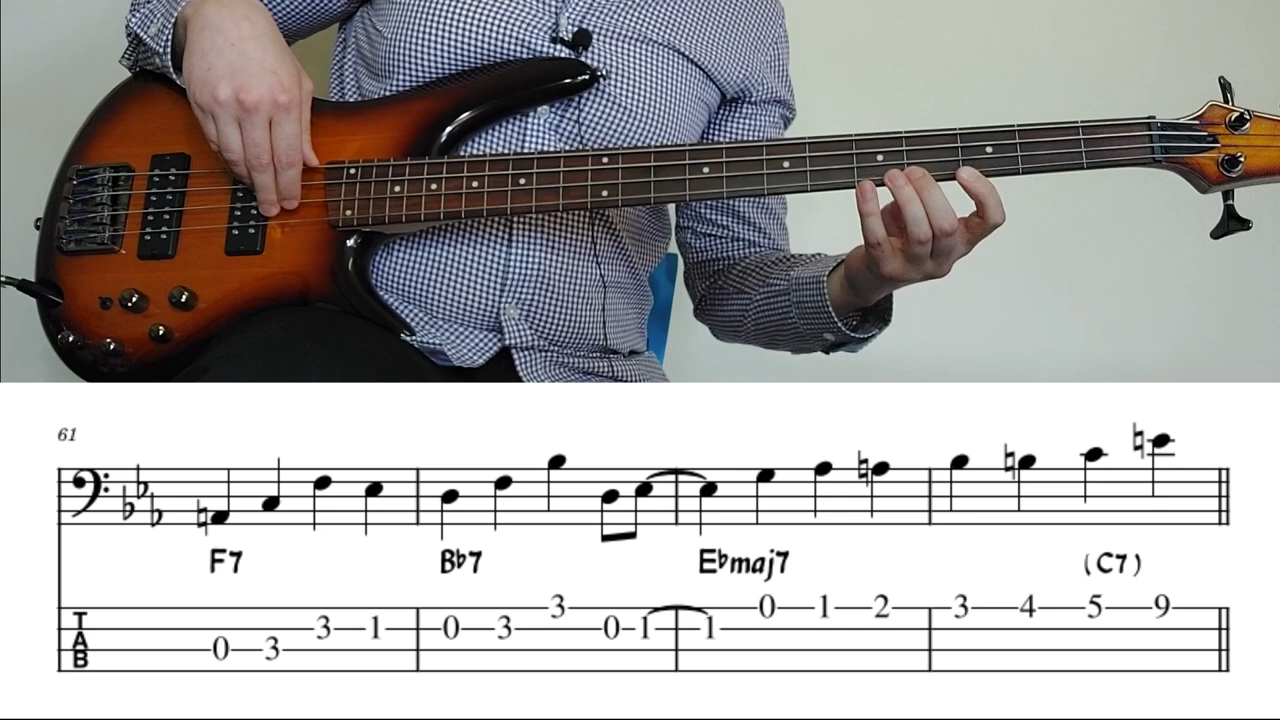 61
F7 B♭7 E♭maj7 (C7)
3 0 1 2 3 4 5 9
T 3 1 0 3 0 1 1
A 0 3
B